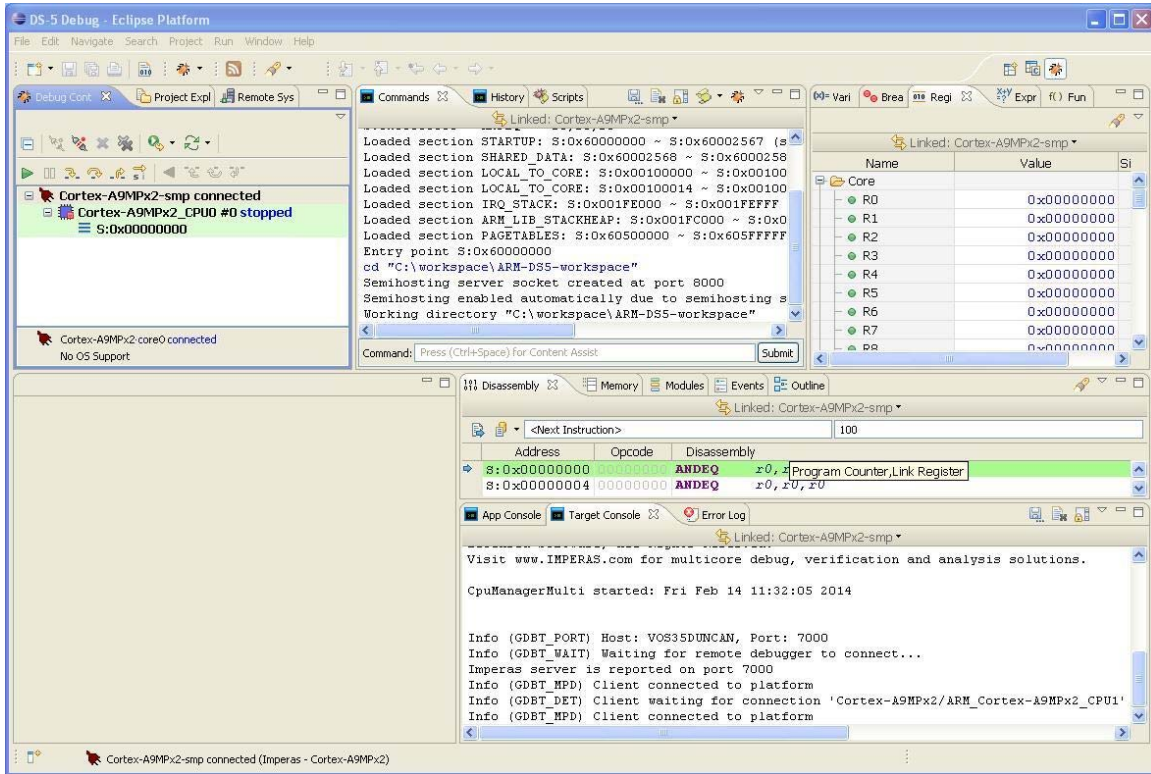 DS-5 Debug - Eclipse Platform
File Edit Navigate Search Project Run Window Help
Debug Cont Project Expl Remote Sys
Cortex-A9MPx2-smp connected
Cortex-A9MPx2_CPU0 #0 stopped
S:0x00000000
Cortex-A9MPx2-core0 connected
No OS Support
Commands History Scripts
Linked: Cortex-A9MPx2-smp
Loaded section STARTUP: S:0x60000000 ~ S:0x60002567 (s
Loaded section SHARED_DATA: S:0x60002568 ~ S:0x6000258
Loaded section LOCAL_TO_CORE: S:0x00100000 ~ S:0x00100
Loaded section LOCAL_TO_CORE: S:0x00100014 ~ S:0x00100
Loaded section IRQ_STACK: S:0x001FE000 ~ S:0x001FEFFF
Loaded section ARM_LIB_STACKHEAP: S:0x001FC000 ~ S:0x0
Loaded section PAGETABLES: S:0x60500000 ~ S:0x605FFFFF
Entry point S:0x60000000
cd "C:\workspace\ARM-DS5-workspace"
Semihosting server socket created at port 8000
Semihosting enabled automatically due to semihosting s
Working directory "C:\workspace\ARM-DS5-workspace"
Command: Press (Ctrl+Space) for Content Assist Submit
(x)= Vari Brea Regi Expr f() Fun
Linked: Cortex-A9MPx2-smp
Name Value Si
Core
R0 0x00000000
R1 0x00000000
R2 0x00000000
R3 0x00000000
R4 0x00000000
R5 0x00000000
R6 0x00000000
R7 0x00000000
R8 0x00000000
Disassembly Memory Modules Events Outline
Linked: Cortex-A9MPx2-smp
<Next Instruction> 100
Address Opcode Disassembly
S:0x00000000 00000000 ANDEQ r0,r Program Counter,Link Register
S:0x00000004 00000000 ANDEQ r0,r0,r0
App Console Target Console Error Log
Linked: Cortex-A9MPx2-smp
Visit www.IMPERAS.com for multicore debug, verification and analysis solutions.
CpuManagerMulti started: Fri Feb 14 11:32:05 2014
Info (GDBT_PORT) Host: VOS35DUNCAN, Port: 7000
Info (GDBT_WAIT) Waiting for remote debugger to connect...
Imperas server is reported on port 7000
Info (GDBT_MPD) Client connected to platform
Info (GDBT_DET) Client waiting for connection 'Cortex-A9MPx2/ARM_Cortex-A9MPx2_CPU1'
Info (GDBT_MPD) Client connected to platform
Cortex-A9MPx2-smp connected (Imperas - Cortex-A9MPx2)